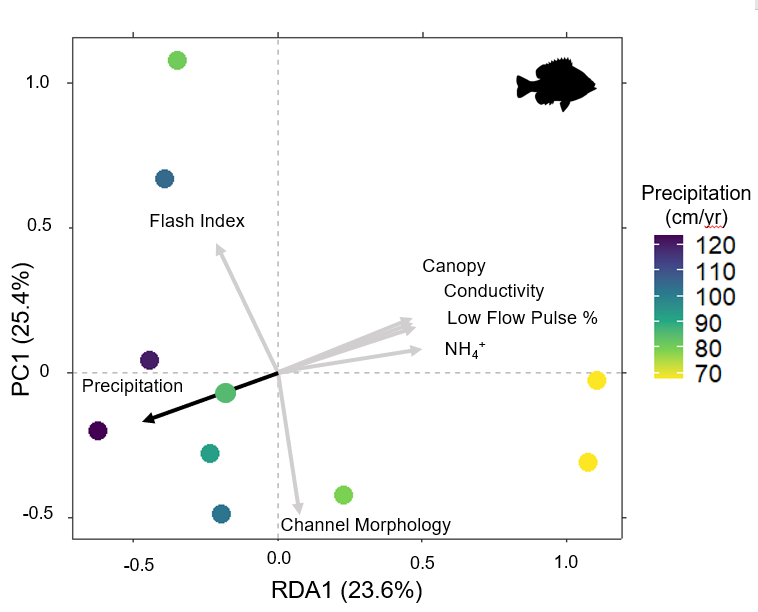 1.0
0.5
0
-0.5
PC1 (25.4%)
Flash Index
Canopy
Conductivity
Low Flow Pulse %
NH₄⁺
Precipitation
Channel Morphology
-0.5
0.0
0.5
1.0
RDA1 (23.6%)
Precipitation
(cm/yr)
120
110
100
90
80
70